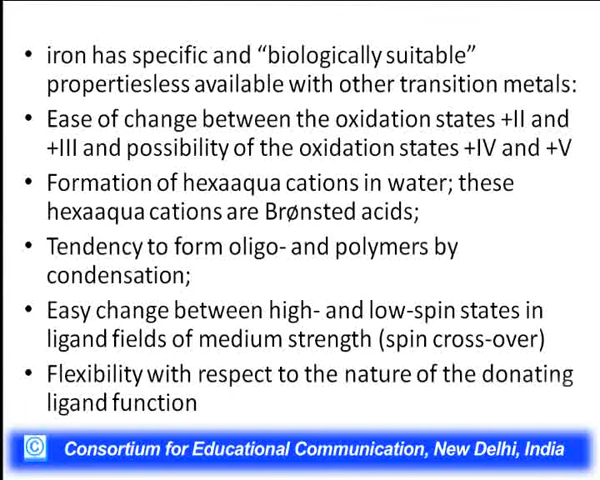 • iron has specific and “biologically suitable”
propertiesless available with other transition metals:
• Ease of change between the oxidation states +II and
+III and possibility of the oxidation states +IV and +V
• Formation of hexaaqua cations in water; these
hexaaqua cations are Brønsted acids;
• Tendency to form oligo- and polymers by
condensation;
• Easy change between high- and low-spin states in
ligand fields of medium strength (spin cross-over)
• Flexibility with respect to the nature of the donating
ligand function
© Consortium for Educational Communication, New Delhi, India